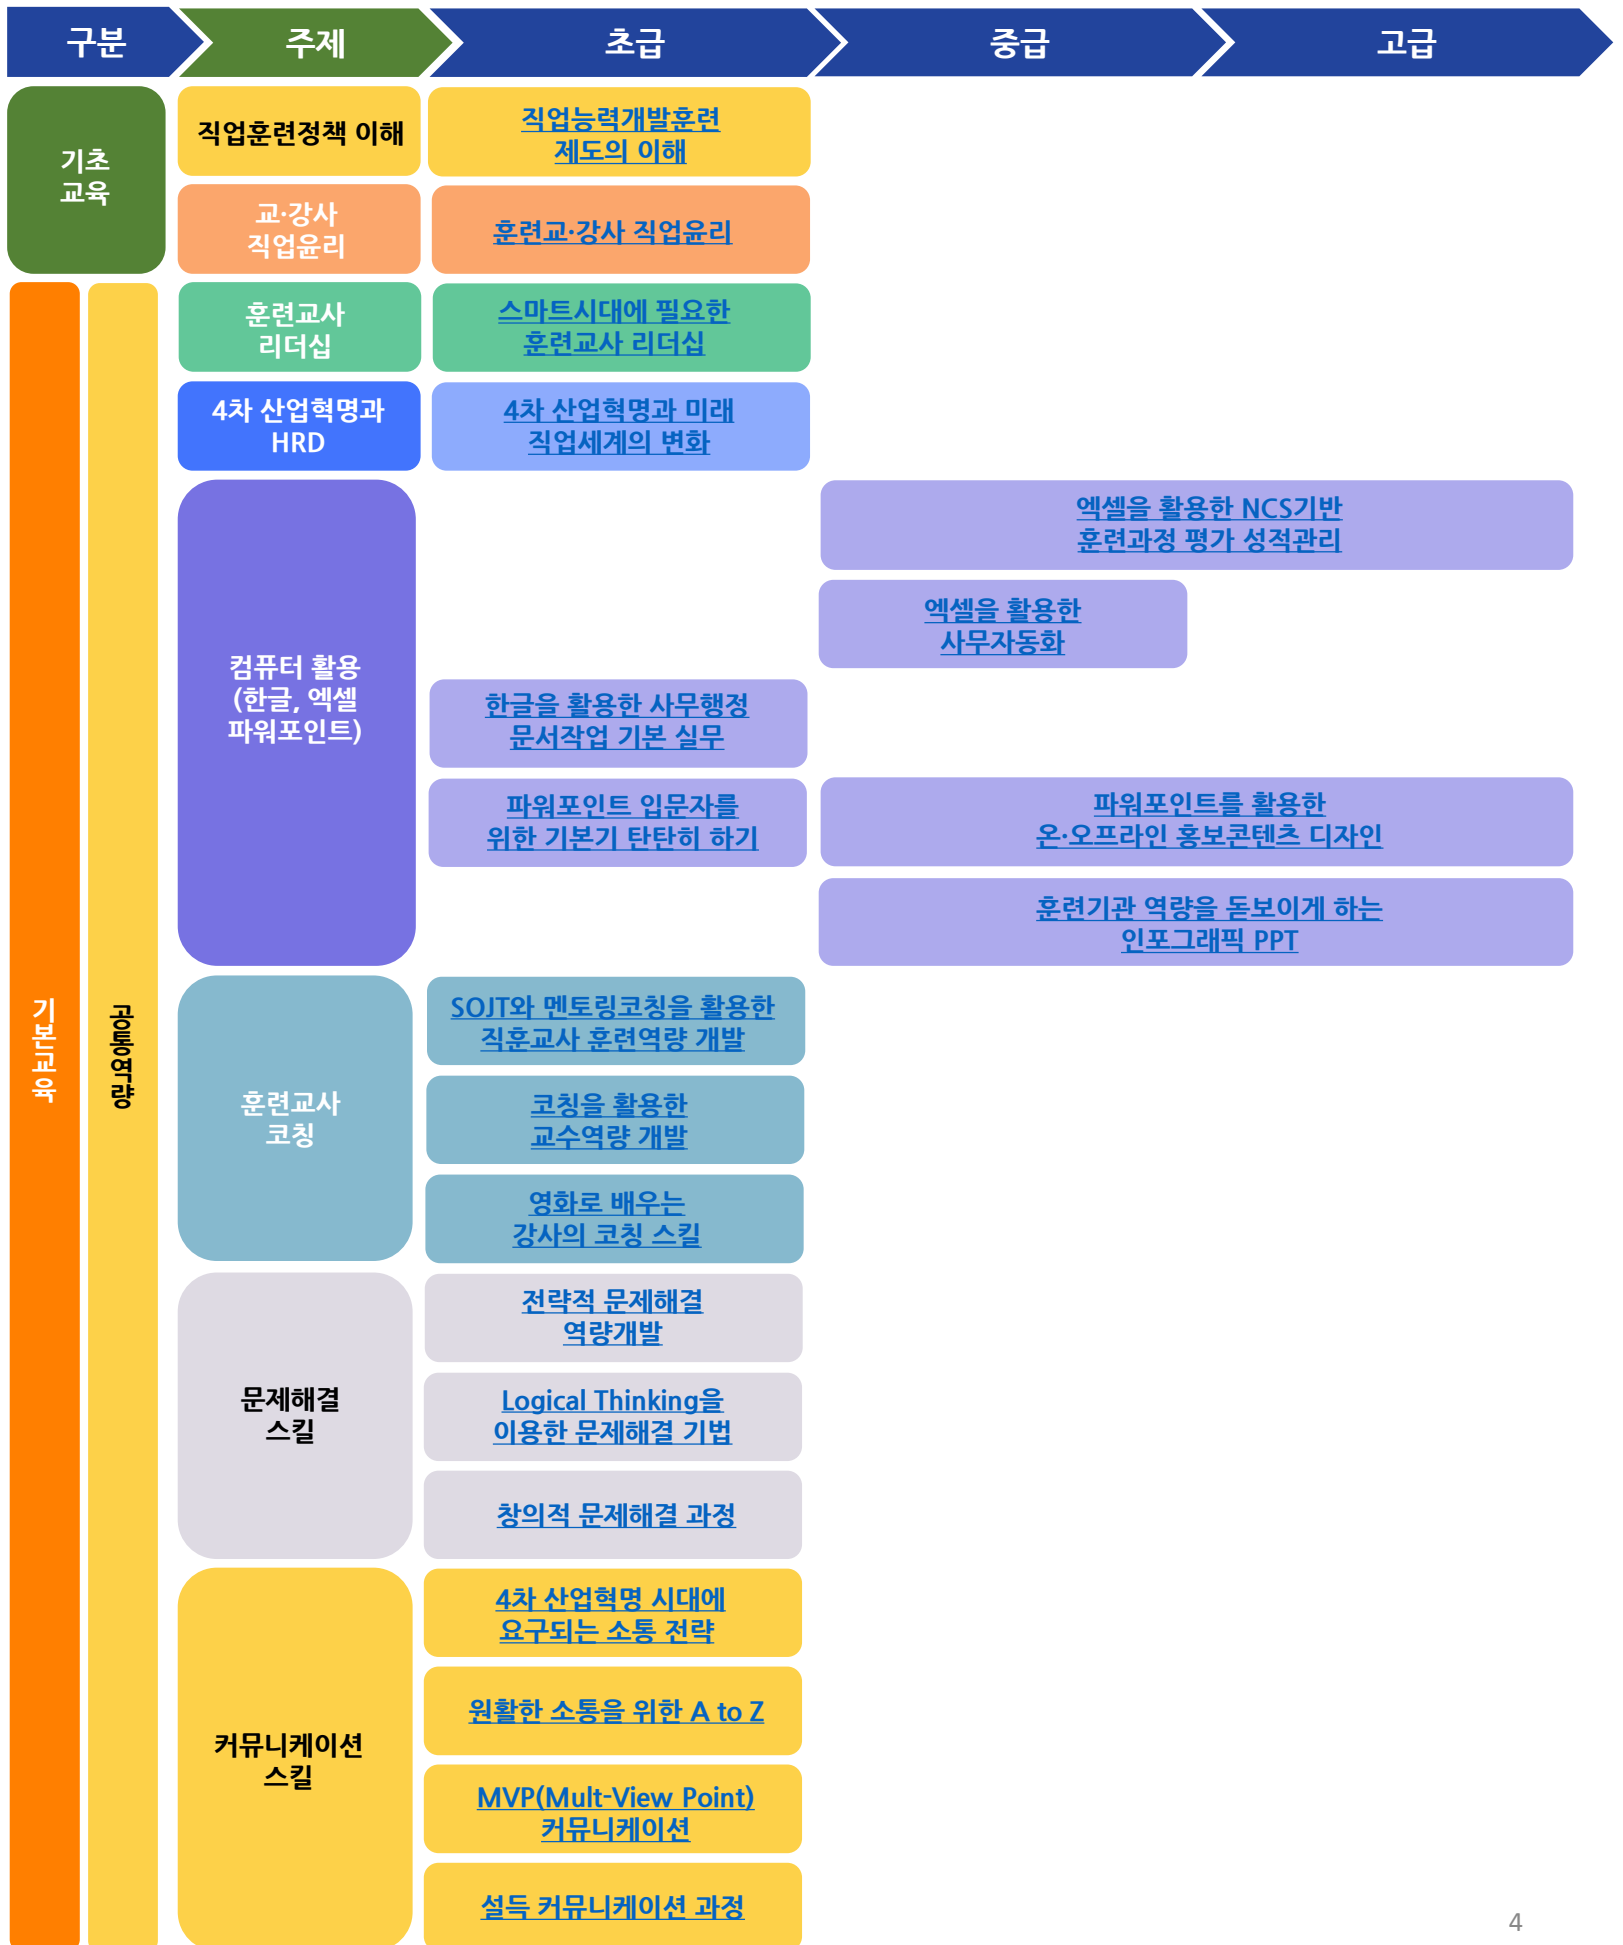 구분
주제
초급
중급
고급
기초
교육
직업훈련정책 이해
직업능력개발훈련
제도의 이해
교·강사
직업윤리
훈련교·강사 직업윤리
기본교육
공통역량
훈련교사
리더십
스마트시대에 필요한
훈련교사 리더십
4차 산업혁명과
HRD
4차 산업혁명과 미래
직업세계의 변화
컴퓨터 활용
(한글, 엑셀
파워포인트)
엑셀을 활용한 NCS기반
훈련과정 평가 성적관리
엑셀을 활용한
사무자동화
한글을 활용한 사무행정
문서작업 기본 실무
파워포인트 입문자를
위한 기본기 탄탄히 하기
파워포인트를 활용한
온·오프라인 홍보콘텐츠 디자인
훈련기관 역량을 돋보이게 하는
인포그래픽 PPT
훈련교사
코칭
SOJT와 멘토링코칭을 활용한
직훈교사 훈련역량 개발
코칭을 활용한
교수역량 개발
영화로 배우는
강사의 코칭 스킬
문제해결
스킬
전략적 문제해결
역량개발
Logical Thinking을
이용한 문제해결 기법
창의적 문제해결 과정
커뮤니케이션
스킬
4차 산업혁명 시대에
요구되는 소통 전략
원활한 소통을 위한 A to Z
MVP(Mult-View Point)
커뮤니케이션
설득 커뮤니케이션 과정
4